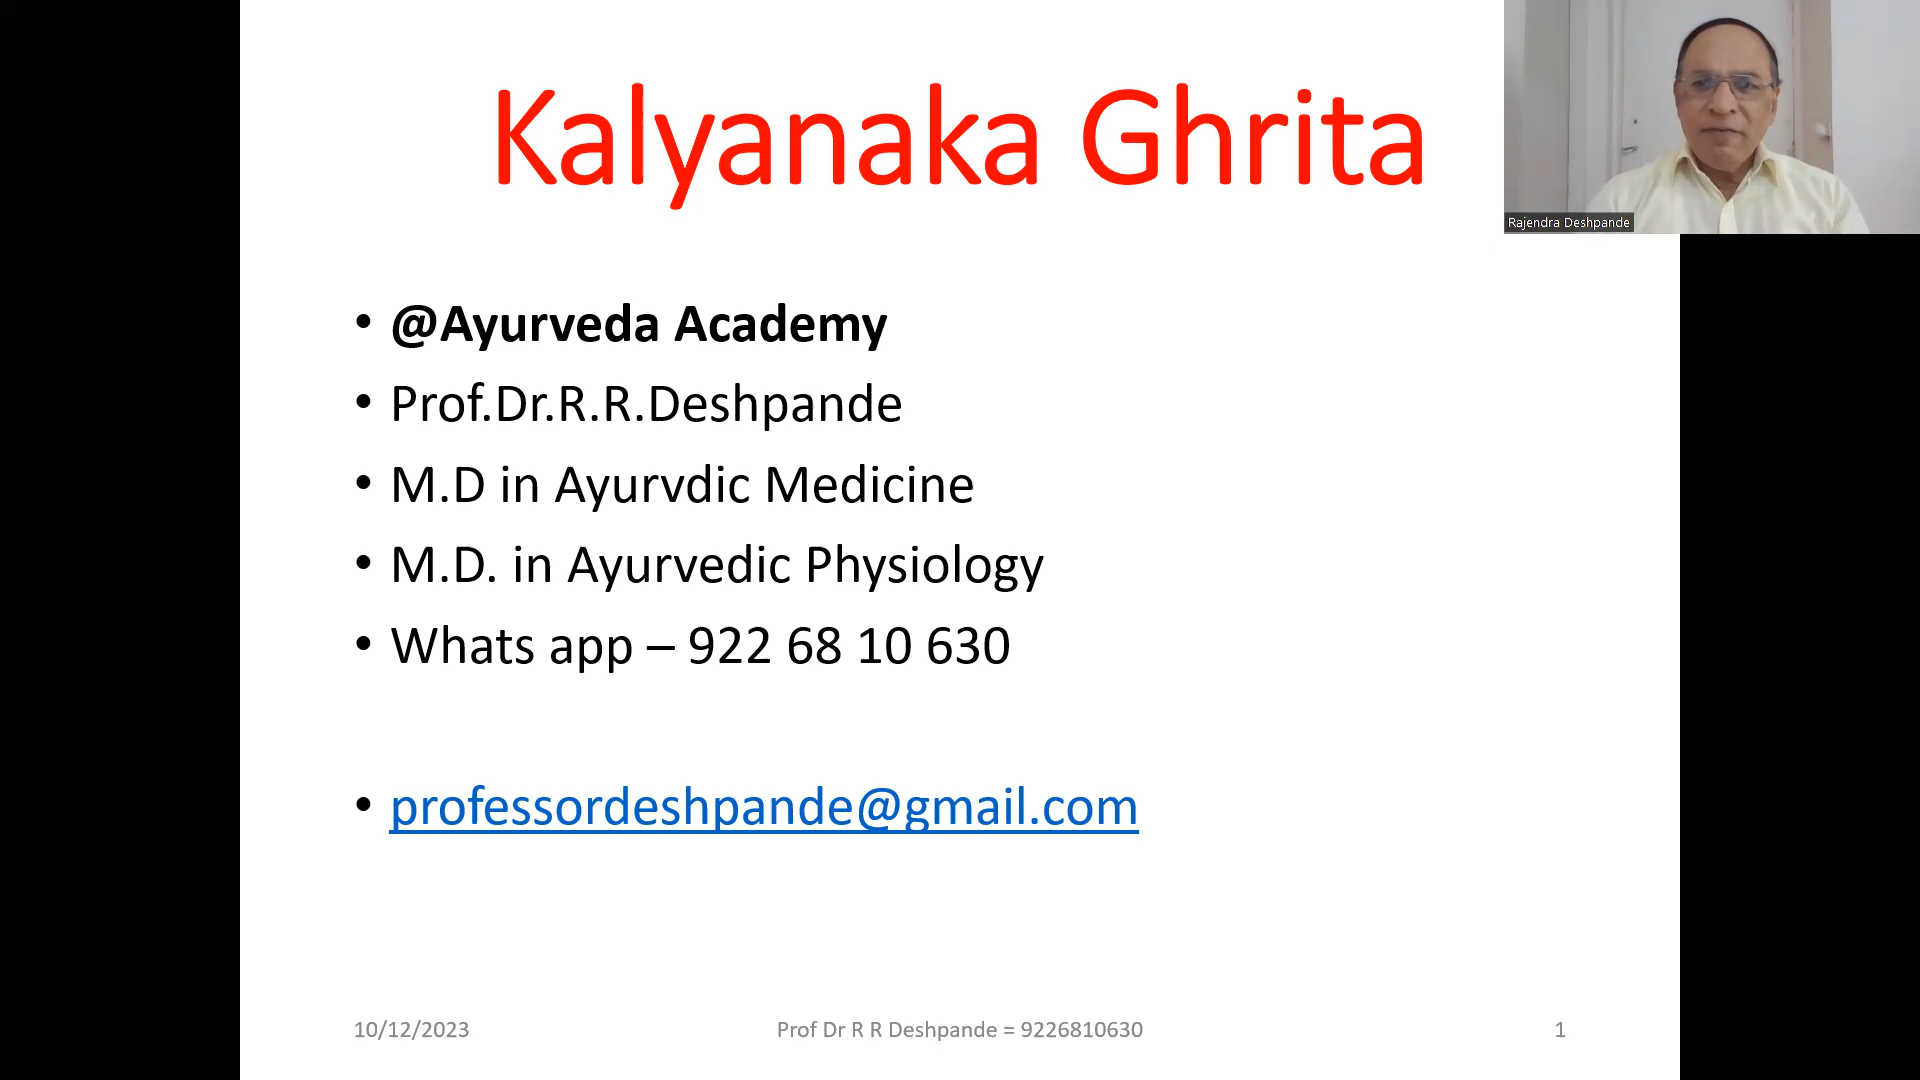 Kalyanaka Ghrita
Rajendra Deshpande
• @Ayurveda Academy
• Prof.Dr.R.R.Deshpande
• M.D in Ayurvdic Medicine
• M.D. in Ayurvedic Physiology
• Whats app – 922 68 10 630
• professordeshpande@gmail.com
10/12/2023
Prof Dr R R Deshpande = 9226810630
1